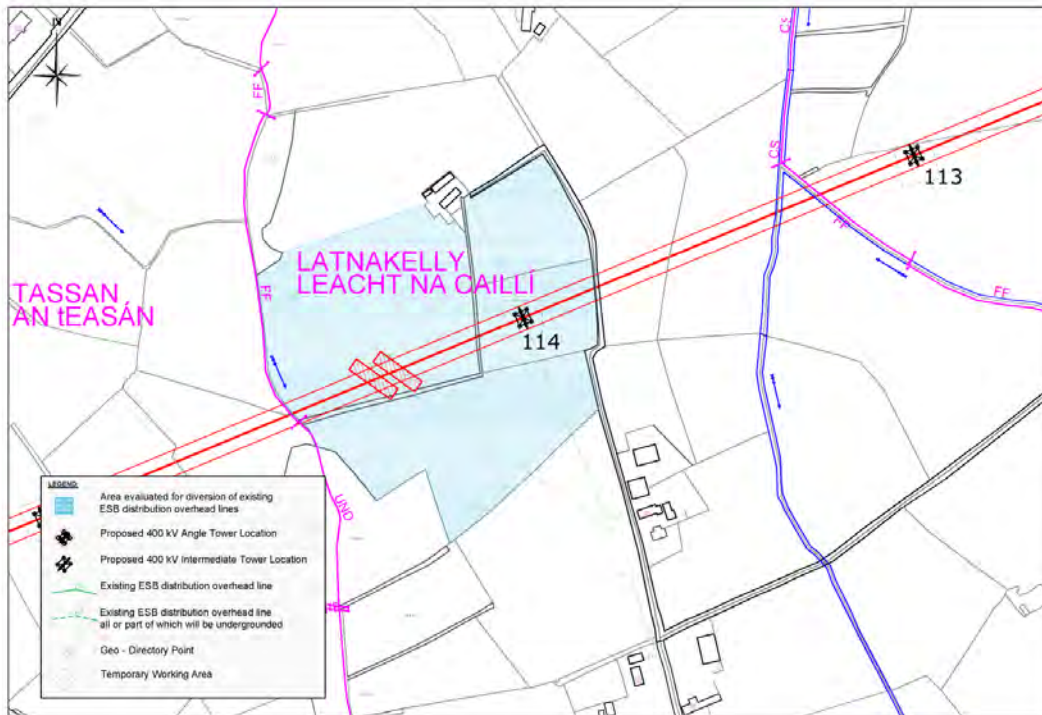 FF
CS
CS
113
FF
LATNAKELLY
LEACHT NA CAILLÍ
TASSAN
AN tEASÁN
FF
FF
114
UND
LEGEND:
Area evaluated for diversion of existing
ESB distribution overhead lines
Proposed 400 kV Angle Tower Location
Proposed 400 kV Intermediate Tower Location
Existing ESB distribution overhead line
Existing ESB distribution overhead line
all or part of which will be undergrounded
Geo - Directory Point
Temporary Working Area